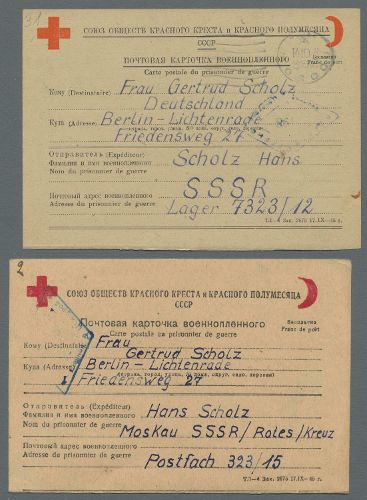 31
СОЮЗ ОБЩЕСТВ КРАСНОГО КРЕСТА и КРАСНОГО ПОЛУМЕСЯЦА
СССР
ПОЧТОВАЯ КАРТОЧКА ВОЕННОПЛЕННОГО
Carte postale du prisonnier de guerre
Бесплатно
Franc de port
Кому (Destinataire) Frau Gertrud Scholz
Deutschland
Куда (Adresse) Berlin-Lichtenrade
Friedensweg 27
Отправитель (Expéditeur)
Фамилия и имя военнопленного
Nom du prisonnier de guerre
Scholz Hans
Почтовый адрес военнопленного
Adresse du prisonnier de guerre
SSSR
Lager 7323/12
2
СОЮЗ ОБЩЕСТВ КРАСНОГО КРЕСТА и КРАСНОГО ПОЛУМЕСЯЦА
СССР
Почтовая карточка военнопленного
Carte postale du prisonnier de guerre
Бесплатно
Franc de port
Кому (Destinataire) Frau
Gertrud Scholz
Куда (Adresse) Berlin-Lichtenrade
Friedensweg 27
Отправитель (Expéditeur)
Фамилия и имя военнопленного
Nom du prisonnier de guerre
Hans Scholz
Moskau SSSR/Rotes/Kreuz
Почтовый адрес военнопленного
Adresse du prisonnier de guerre
Postfach 323/15